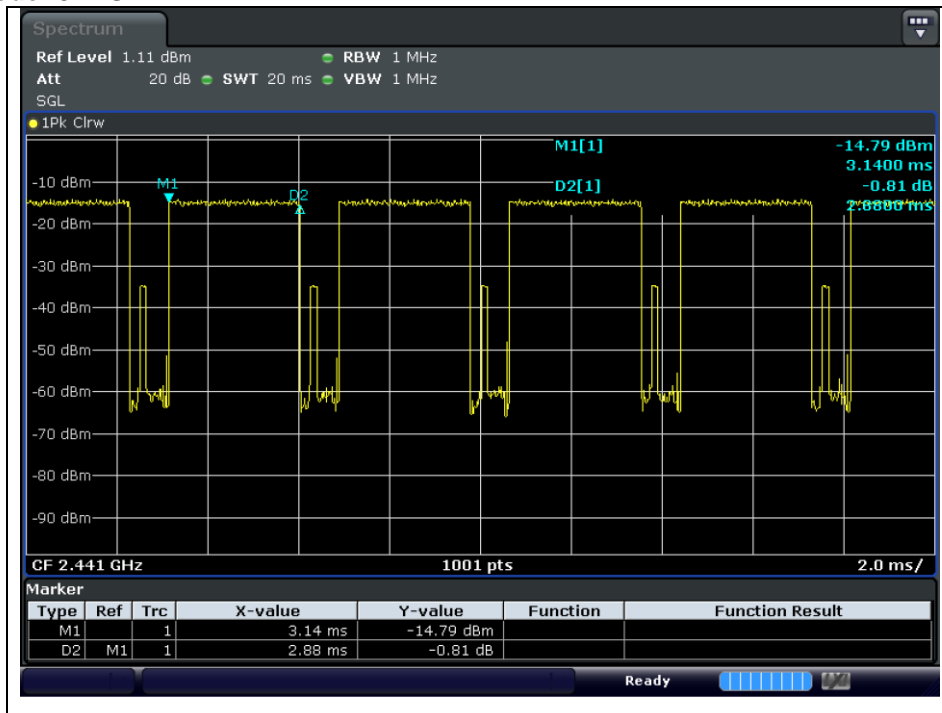 Spectrum
Ref Level 1.11 dBm RBW 1 MHz
Att 20 dB SWT 20 ms VBW 1 MHz
SGL
1Pk Clrw
M1[1] -14.79 dBm
3.1400 ms
-10 dBm M1 D2[1] -0.81 dB
D2 2.8800 ms
-20 dBm
-30 dBm
-40 dBm
-50 dBm
-60 dBm
-70 dBm
-80 dBm
-90 dBm
CF 2.441 GHz 1001 pts 2.0 ms/
Marker
Type Ref Trc X-value Y-value Function Function Result
M1 1 3.14 ms -14.79 dBm
D2 M1 1 2.88 ms -0.81 dB
Ready